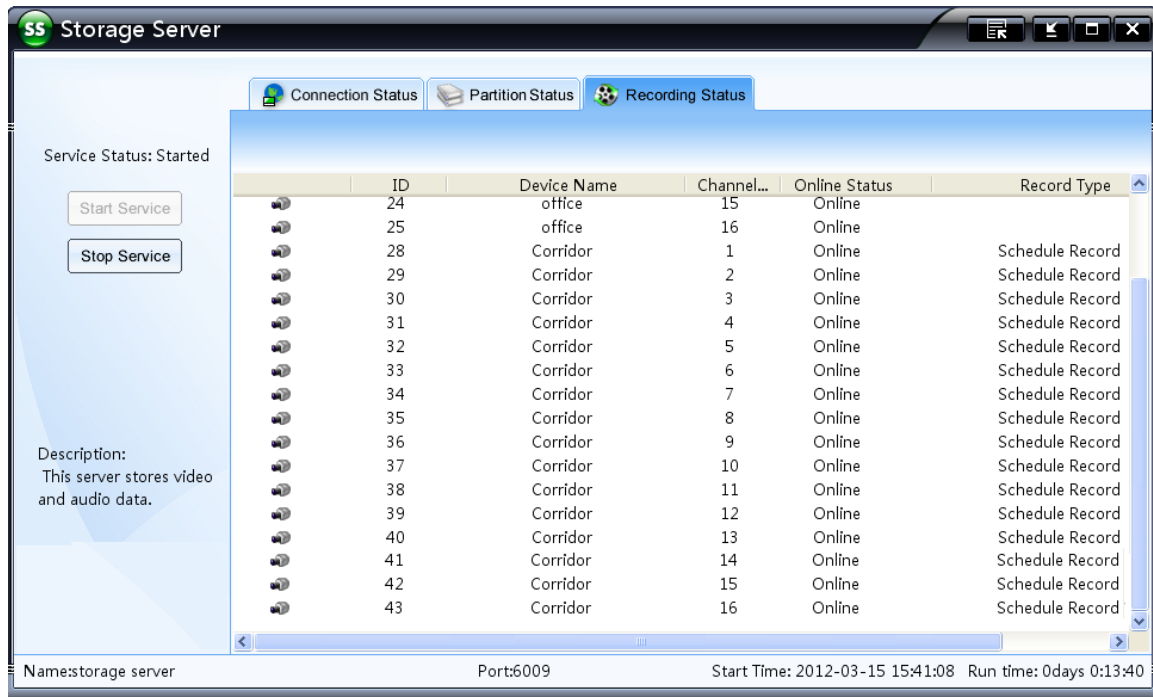 SS Storage Server
Connection Status Partition Status Recording Status
Service Status: Started
Start Service
Stop Service
Description:
This server stores video
and audio data.
ID Device Name Channel... Online Status Record Type
24 office 15 Online
25 office 16 Online
28 Corridor 1 Online Schedule Record
29 Corridor 2 Online Schedule Record
30 Corridor 3 Online Schedule Record
31 Corridor 4 Online Schedule Record
32 Corridor 5 Online Schedule Record
33 Corridor 6 Online Schedule Record
34 Corridor 7 Online Schedule Record
35 Corridor 8 Online Schedule Record
36 Corridor 9 Online Schedule Record
37 Corridor 10 Online Schedule Record
38 Corridor 11 Online Schedule Record
39 Corridor 12 Online Schedule Record
40 Corridor 13 Online Schedule Record
41 Corridor 14 Online Schedule Record
42 Corridor 15 Online Schedule Record
43 Corridor 16 Online Schedule Record
Name:storage server Port:6009 Start Time: 2012-03-15 15:41:08 Run time: 0days 0:13:40